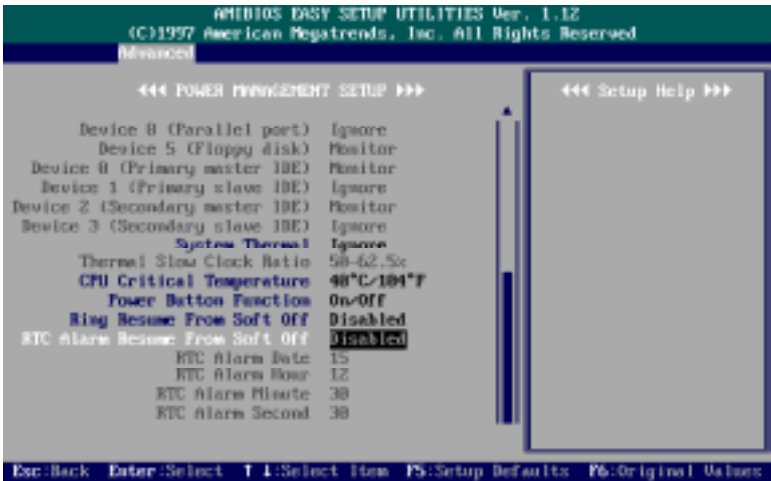 AMIBIOS EASY SETUP UTILITIES Ver. 1.12
(C)1997 American Megatrends, Inc. All Rights Reserved
Advanced
POWER MANAGEMENT SETUP
Setup Help
Device 8 (Parallel port) Ignore
Device 5 (Floppy disk) Monitor
Device 0 (Primary master IDE) Monitor
Device 1 (Primary slave IDE) Ignore
Device 2 (Secondary master IDE) Monitor
Device 3 (Secondary slave IDE) Ignore
System Thermal Ignore
Thermal Slow Clock Ratio 50-62.5%
CPU Critical Temperature 40°C/104°F
Power Button Function On/Off
Ring Resume From Soft Off Disabled
RTC Alarm Resume From Soft Off Disabled
RTC Alarm Date 15
RTC Alarm Hour 12
RTC Alarm Minute 30
RTC Alarm Second 30
Esc:Back Enter:Select ↑ ↓:Select Item F5:Setup Defaults F6:Original Values